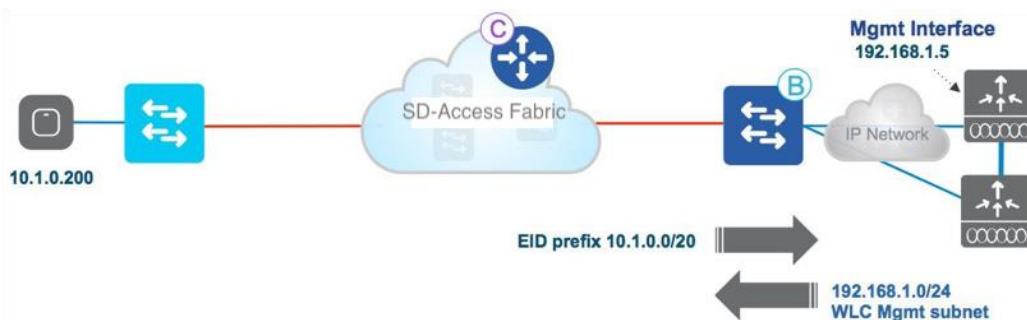 C
Mgmt Interface
192.168.1.5
B
SD-Access Fabric
IP Network
10.1.0.200
EID prefix 10.1.0.0/20
192.168.1.0/24
WLC Mgmt subnet